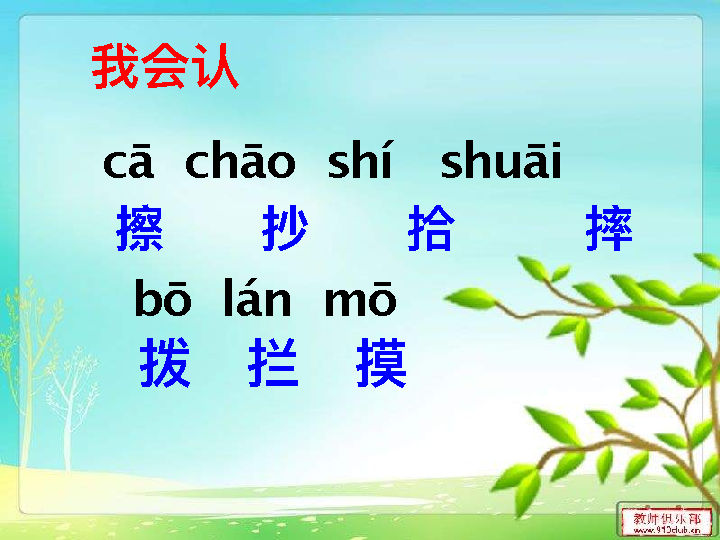 我会认
cā chāo shí shuāi
擦 抄 拾 摔
bō lán mō
拨 拦 摸
教师俱乐部
www.910club.cn